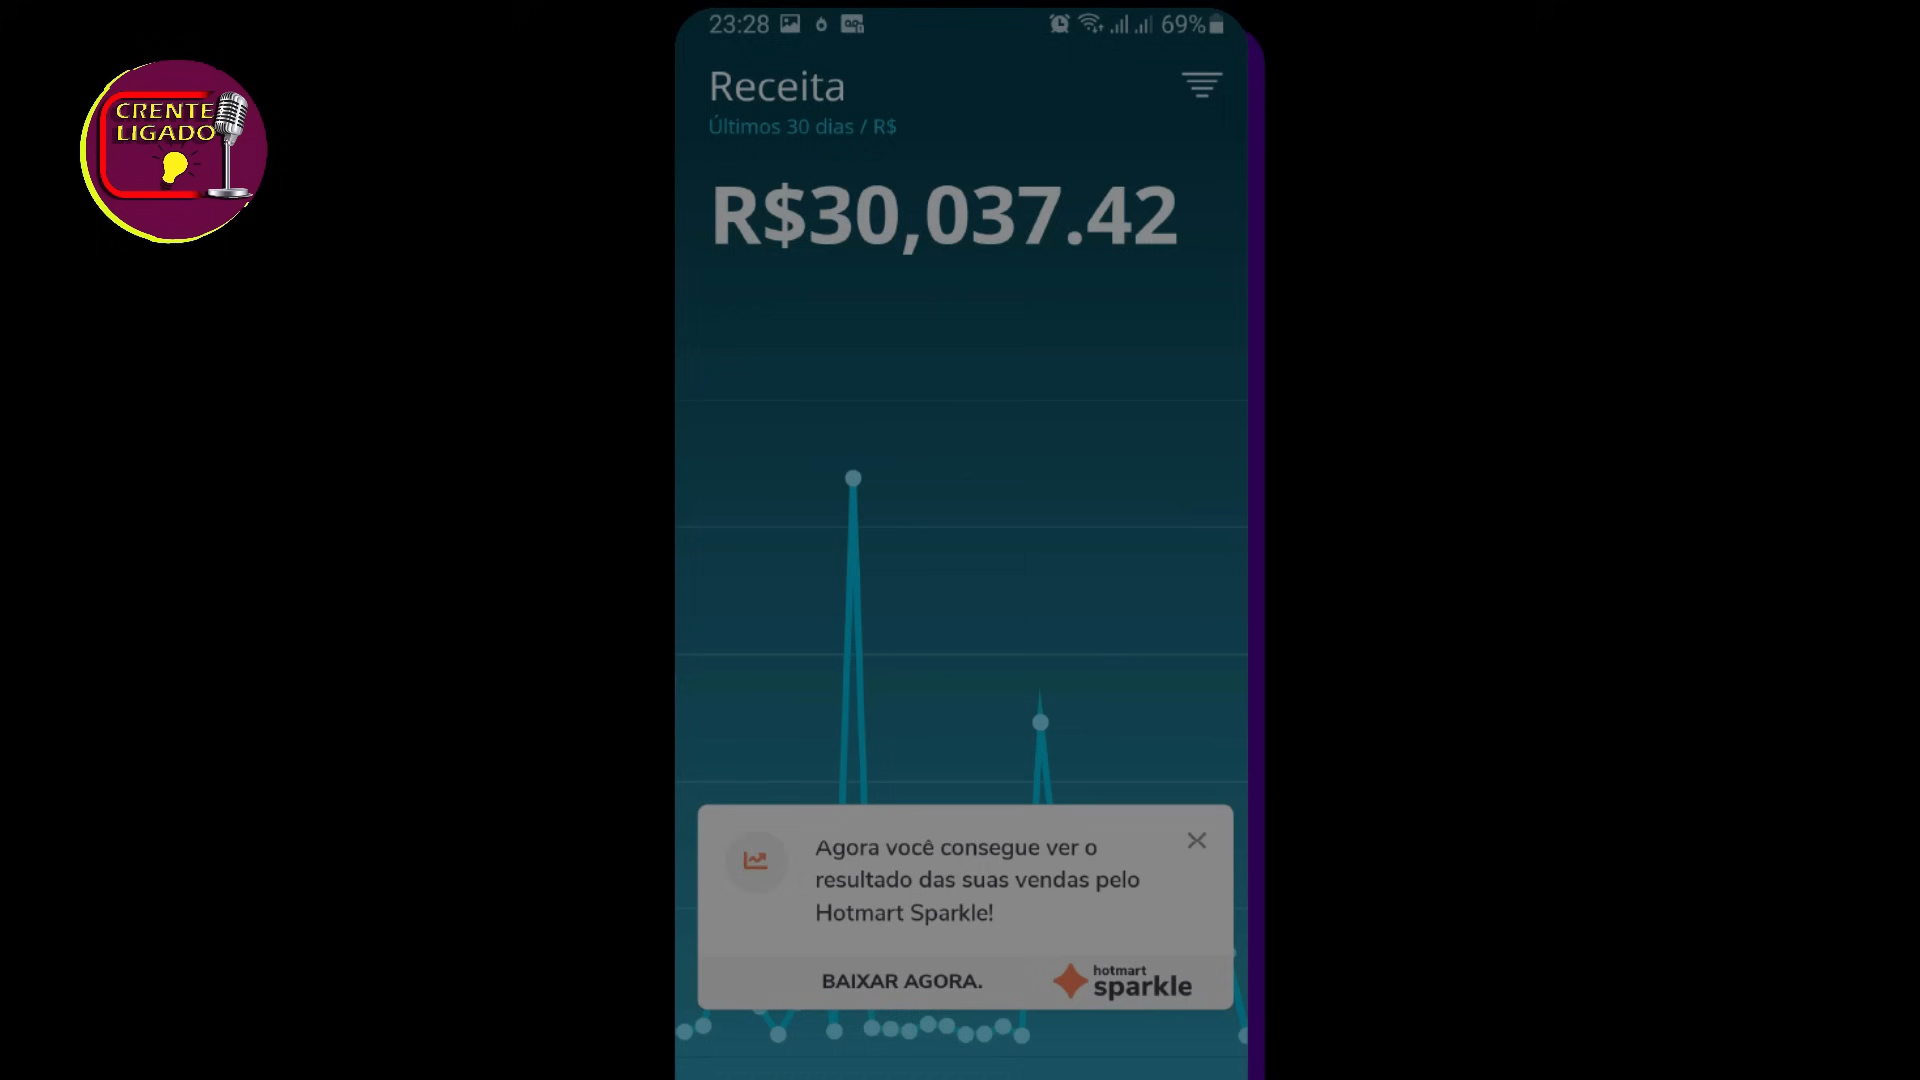 CRENTE
LIGADO
23:28
69%
Receita
Últimos 30 dias / R$
R$30,037.42
Agora você consegue ver o
resultado das suas vendas pelo
Hotmart Sparkle!
BAIXAR AGORA.
hotmart
sparkle